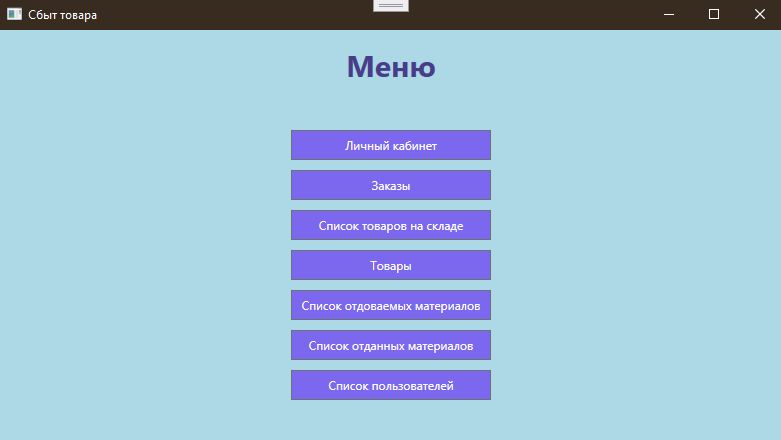 Сбыт товара
Меню
Личный кабинет
Заказы
Список товаров на складе
Товары
Список отдоваемых материалов
Список отданных материалов
Список пользователей